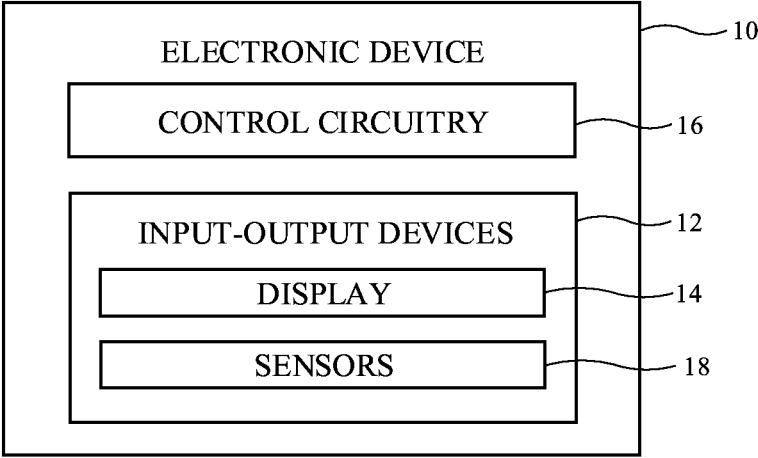 ELECTRONIC DEVICE
10
CONTROL CIRCUITRY
16
INPUT-OUTPUT DEVICES
12
DISPLAY
14
SENSORS
18